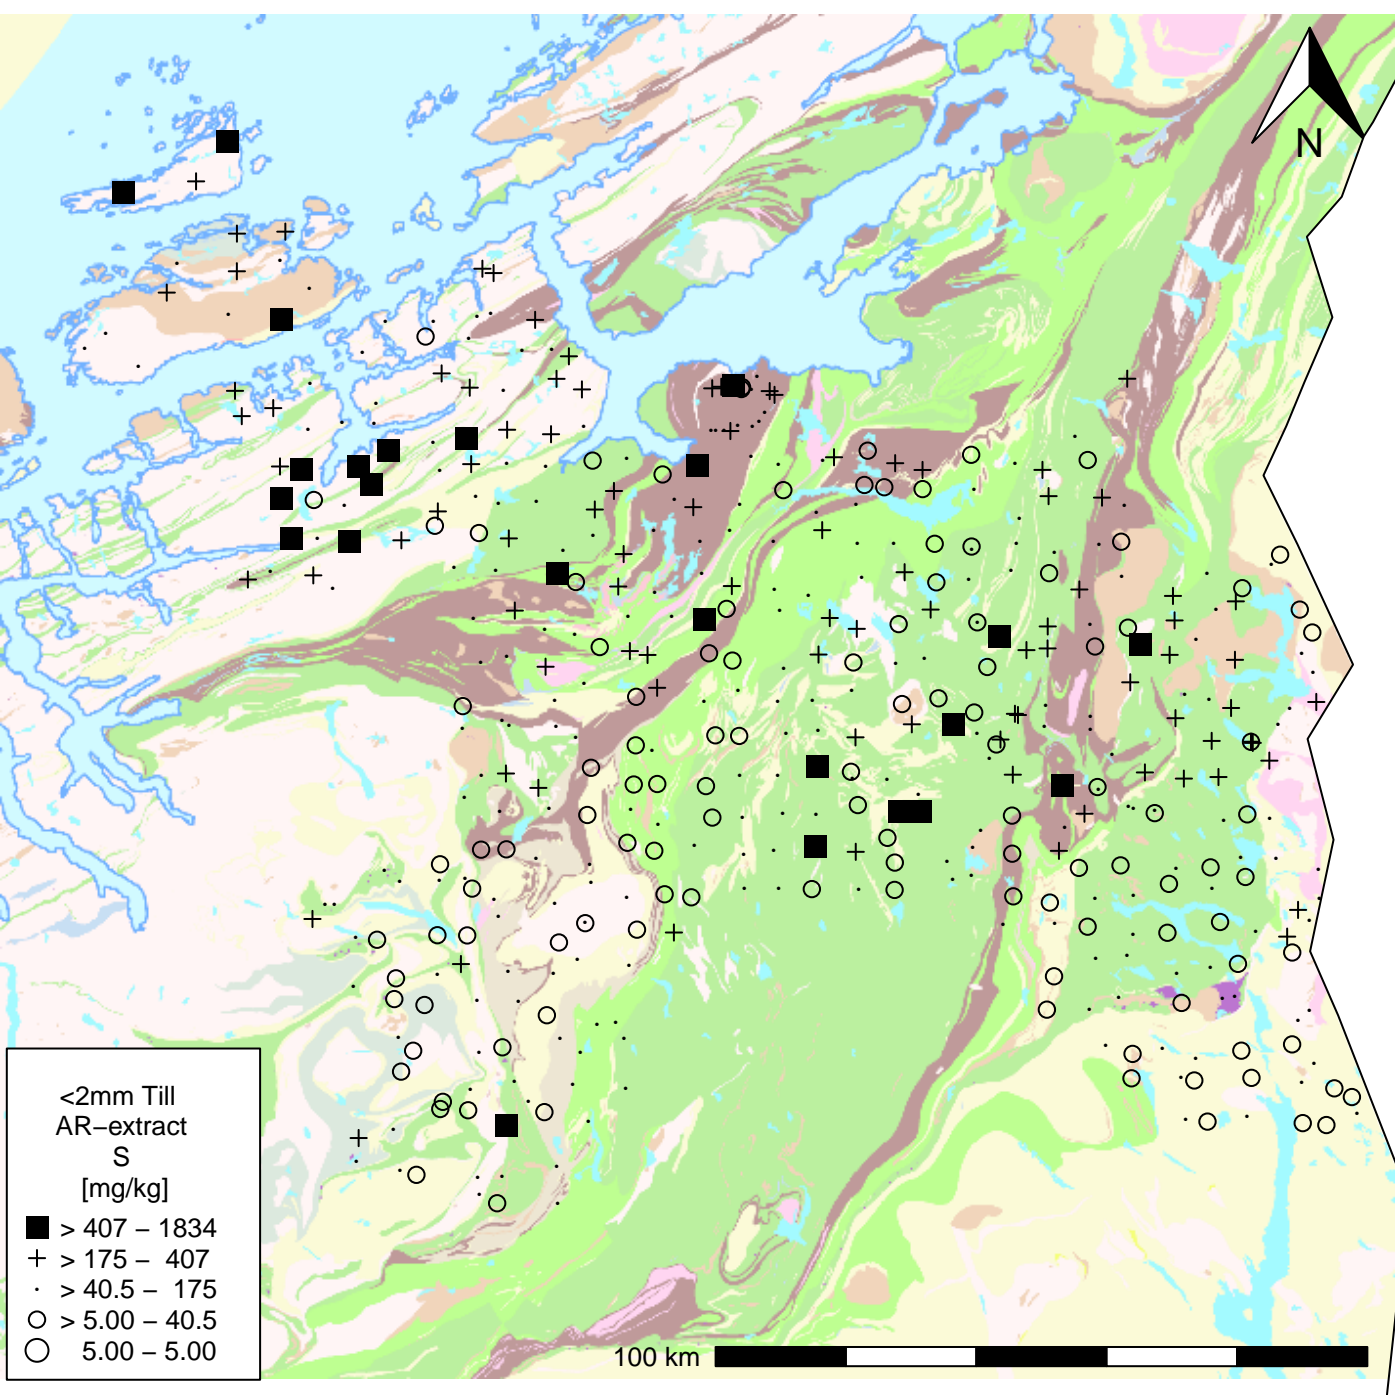 N
<2mm Till
AR−extract
S
[mg/kg]
> 407 − 1834
> 175 − 407
> 40.5 − 175
> 5.00 − 40.5
5.00 − 5.00
100 km